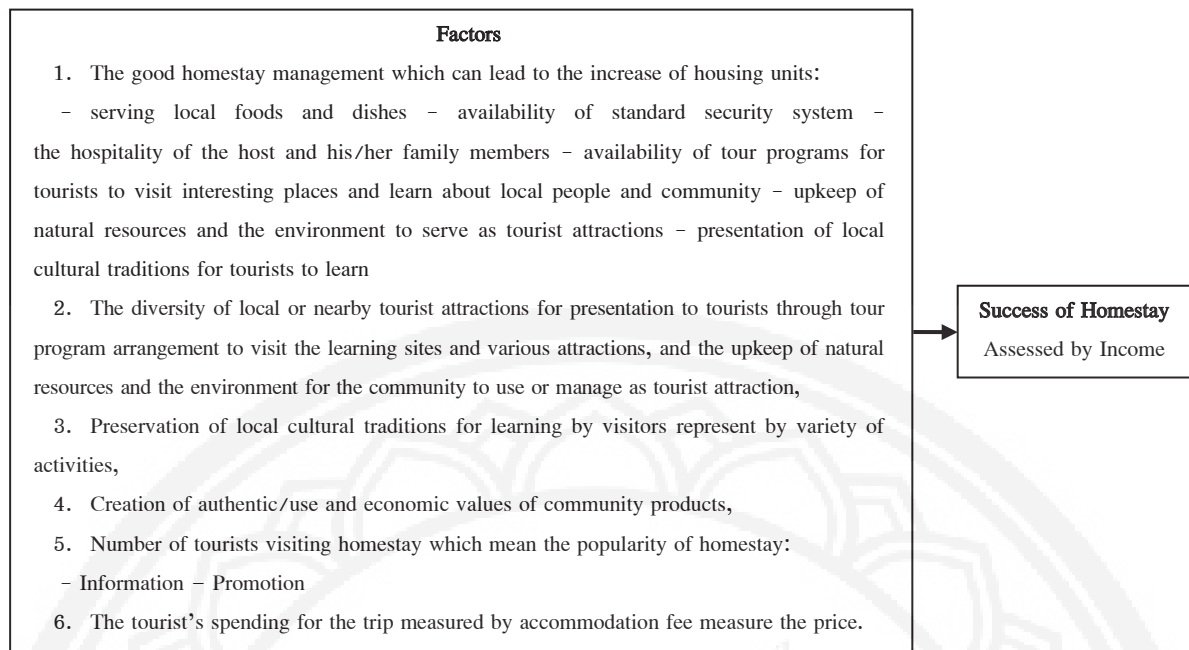 Factors
1. The good homestay management which can lead to the increase of housing units:
– serving local foods and dishes – availability of standard security system –
the hospitality of the host and his/her family members – availability of tour programs for
tourists to visit interesting places and learn about local people and community – upkeep of
natural resources and the environment to serve as tourist attractions – presentation of local
cultural traditions for tourists to learn
2. The diversity of local or nearby tourist attractions for presentation to tourists through tour
program arrangement to visit the learning sites and various attractions, and the upkeep of natural
resources and the environment for the community to use or manage as tourist attraction,
3. Preservation of local cultural traditions for learning by visitors represent by variety of
activities,
4. Creation of authentic/use and economic values of community products,
5. Number of tourists visiting homestay which mean the popularity of homestay:
– Information – Promotion
6. The tourist's spending for the trip measured by accommodation fee measure the price.
Success of Homestay
Assessed by Income